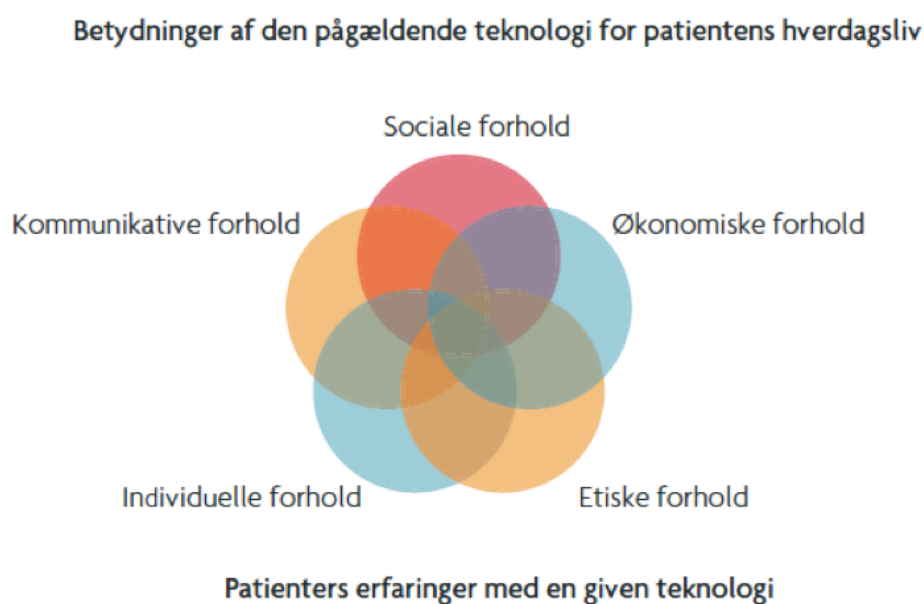 Betydninger af den pågældende teknologi for patientens hverdagsliv
Sociale forhold
Kommunikative forhold
Økonomiske forhold
Individuelle forhold
Etiske forhold
Patienters erfaringer med en given teknologi